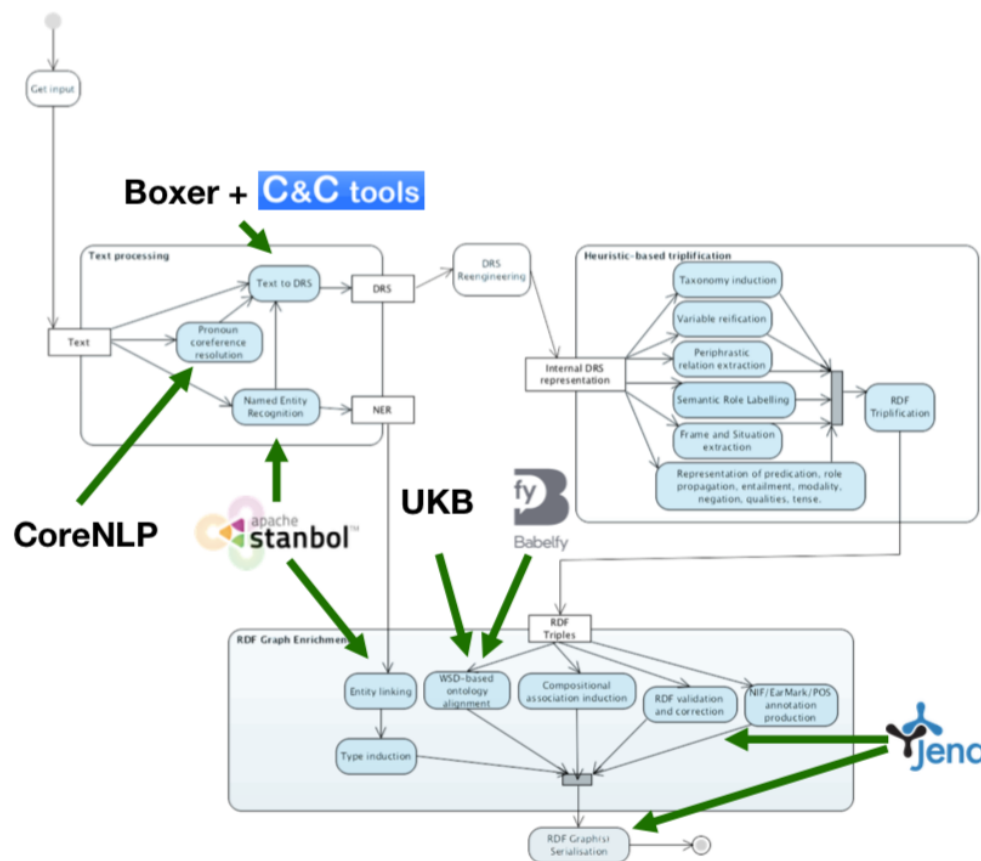 Get input
Boxer + C&C tools
Text processing
Text to DRS
DRS
DRS
Reengineering
Heuristic-based triplification
Taxonomy induction
Variable reification
Text
Pronoun
coreference
resolution
Periphrastic
relation extraction
Internal DRS
representation
Semantic Role Labelling
RDF
Triplification
Named Entity
Recognition
NER
Frame and Situation
extraction
Representation of predication, role
propagation, entailment, modality,
negation, qualities, tense.
CoreNLP
apache
stanbol™
UKB
fy
Babelfy
RDF
Triples
RDF Graph Enrichmen
Entity linking
WSD-based
ontology
alignment
Compositional
association induction
RDF validation
and correction
NIF/EarMark/POS
annotation
production
Type induction
Jena
RDF Graph(s)
Serialisation